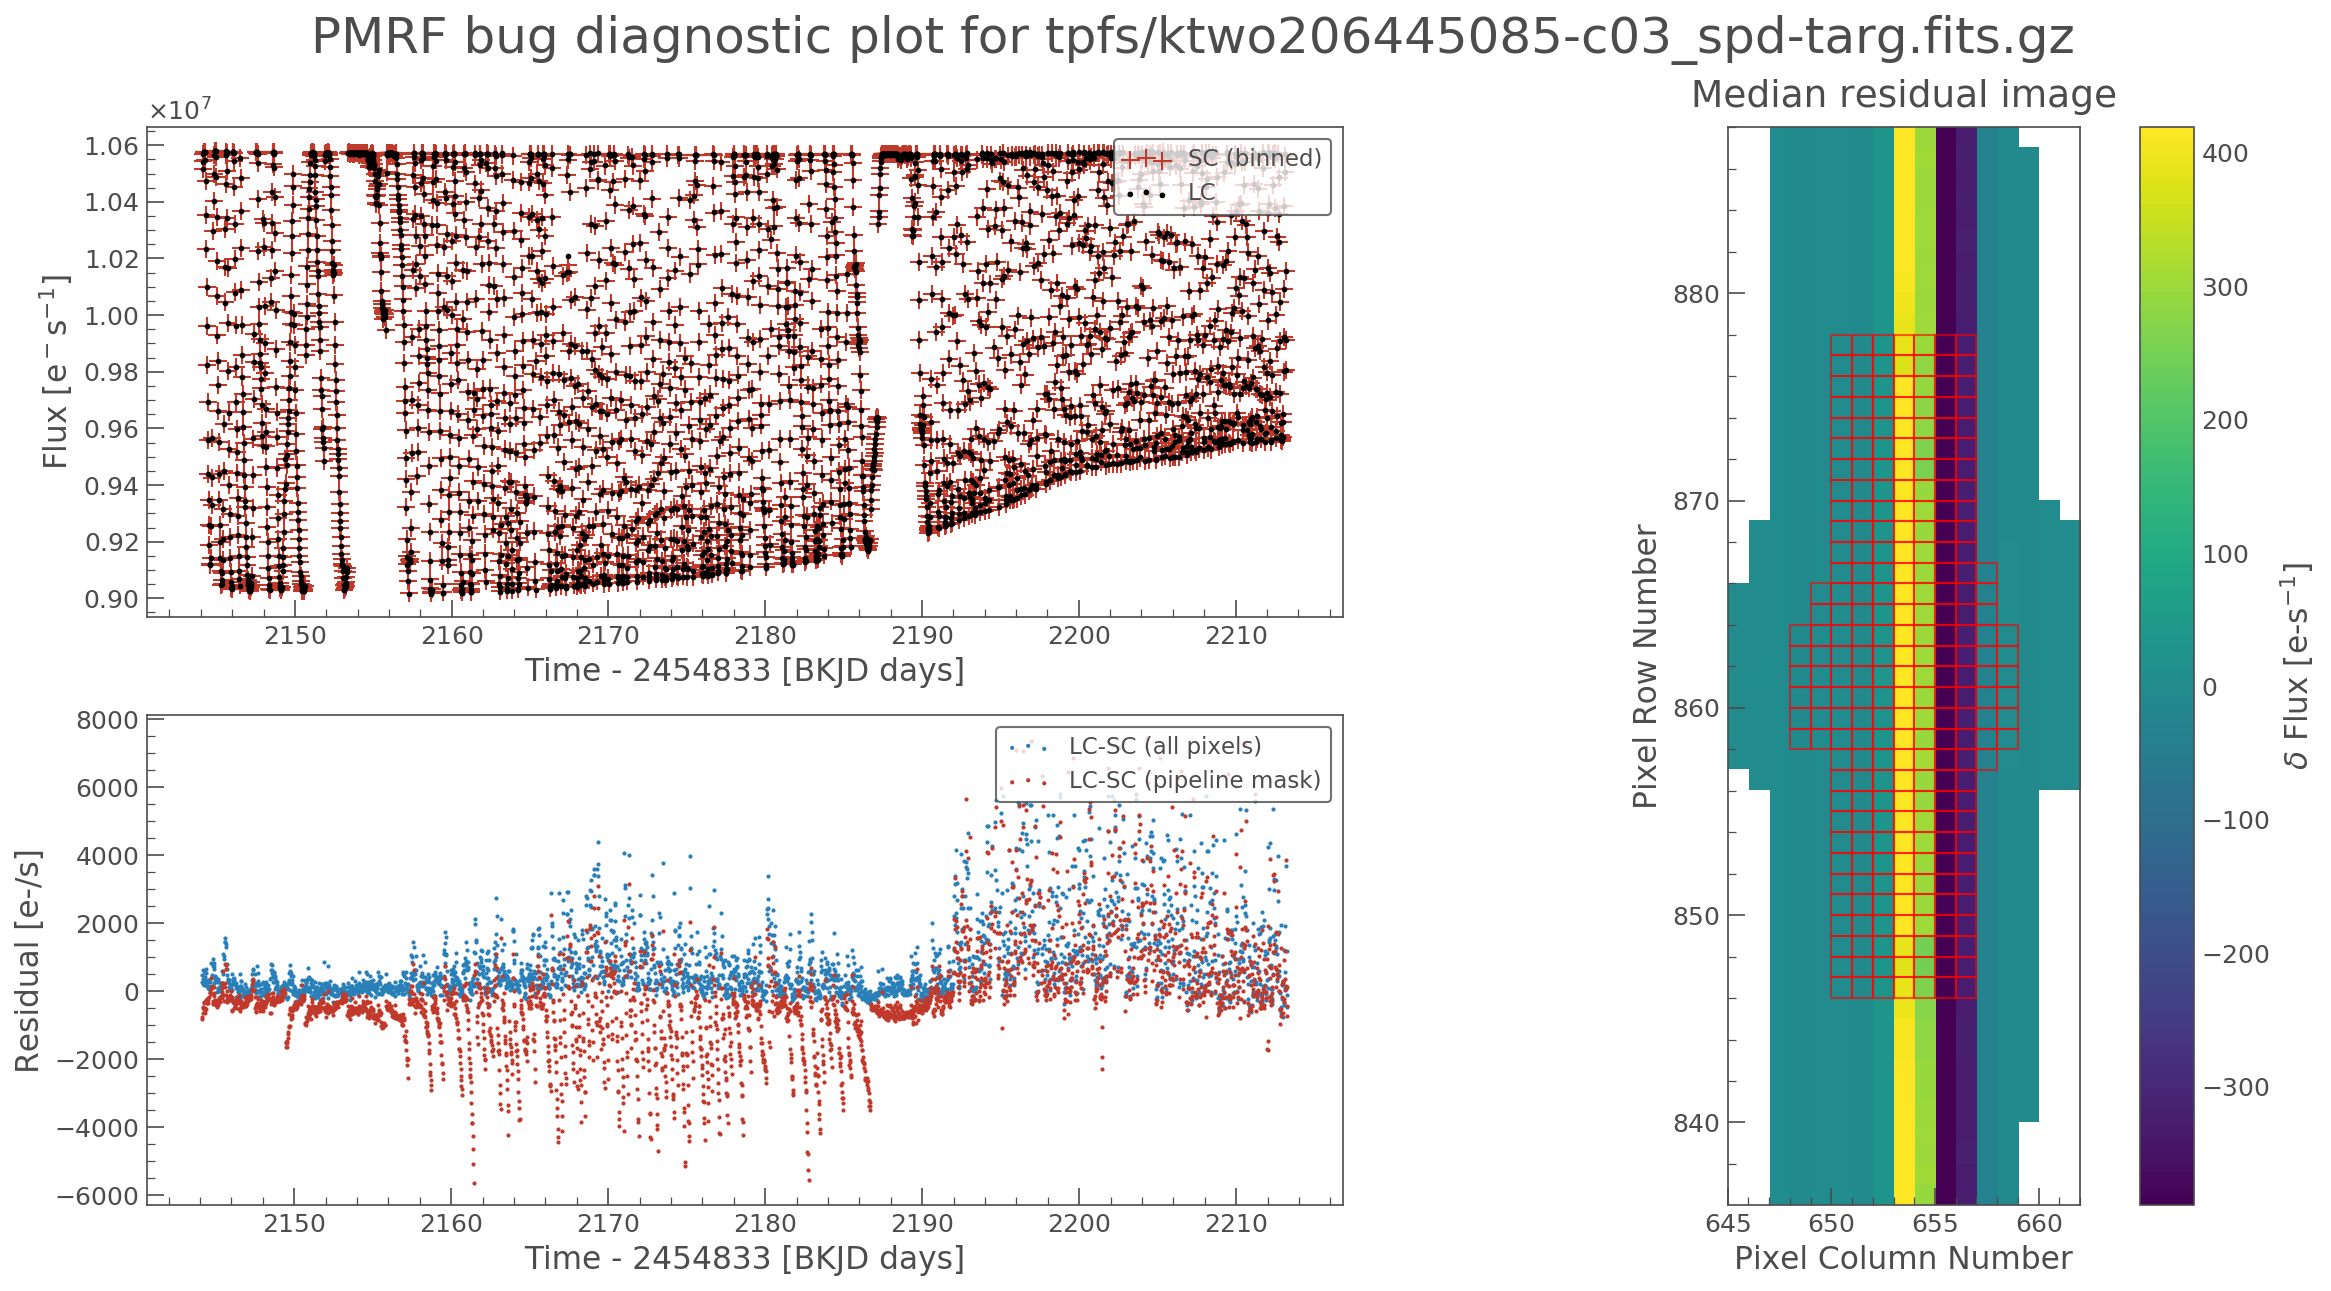 PMRF bug diagnostic plot for tpfs/ktwo206445085-c03_spd-targ.fits.gz
×10⁷
1.06
1.04
1.02
1.00
0.98
0.96
0.94
0.92
0.90
Flux [e⁻ s⁻¹]
SC (binned)
LC
2150 2160 2170 2180 2190 2200 2210
Time - 2454833 [BKJD days]
8000
6000
4000
2000
0
−2000
−4000
−6000
Residual [e-/s]
LC-SC (all pixels)
LC-SC (pipeline mask)
2150 2160 2170 2180 2190 2200 2210
Time - 2454833 [BKJD days]
Median residual image
880
870
860
850
840
Pixel Row Number
645 650 655 660
Pixel Column Number
400
300
200
100
0
−100
−200
−300
δ Flux [e-s⁻¹]